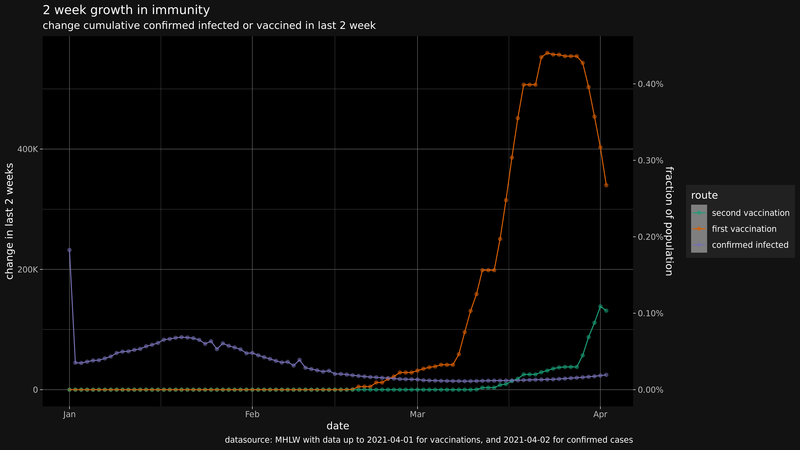 2 week growth in immunity
change cumulative confirmed infected or vaccined in last 2 week
change in last 2 weeks
400K
200K
0
0.40%
0.30%
0.20%
0.10%
0.00%
fraction of population
route
second vaccination
first vaccination
confirmed infected
Jan
Feb
Mar
Apr
date
datasource: MHLW with data up to 2021-04-01 for vaccinations, and 2021-04-02 for confirmed cases